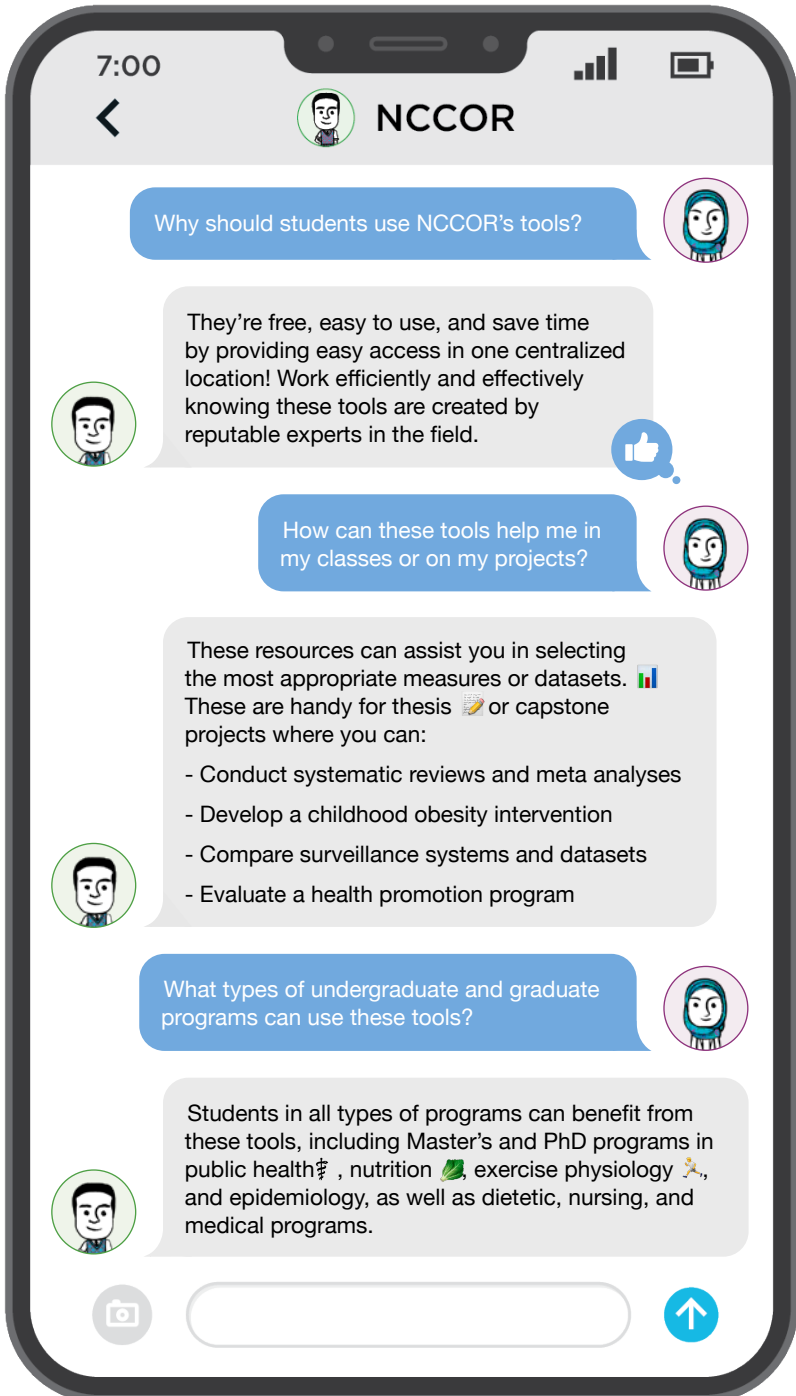 7:00
NCCOR
Why should students use NCCOR’s tools?
They’re free, easy to use, and save time
by providing easy access in one centralized
location! Work efficiently and effectively
knowing these tools are created by
reputable experts in the field.
How can these tools help me in
my classes or on my projects?
These resources can assist you in selecting
the most appropriate measures or datasets. 📊
These are handy for thesis 📝 or capstone
projects where you can:
- Conduct systematic reviews and meta analyses
- Develop a childhood obesity intervention
- Compare surveillance systems and datasets
- Evaluate a health promotion program
What types of undergraduate and graduate
programs can use these tools?
Students in all types of programs can benefit from
these tools, including Master’s and PhD programs in
public health⚕ , nutrition 🥬, exercise physiology 🏃,
and epidemiology, as well as dietetic, nursing, and
medical programs.